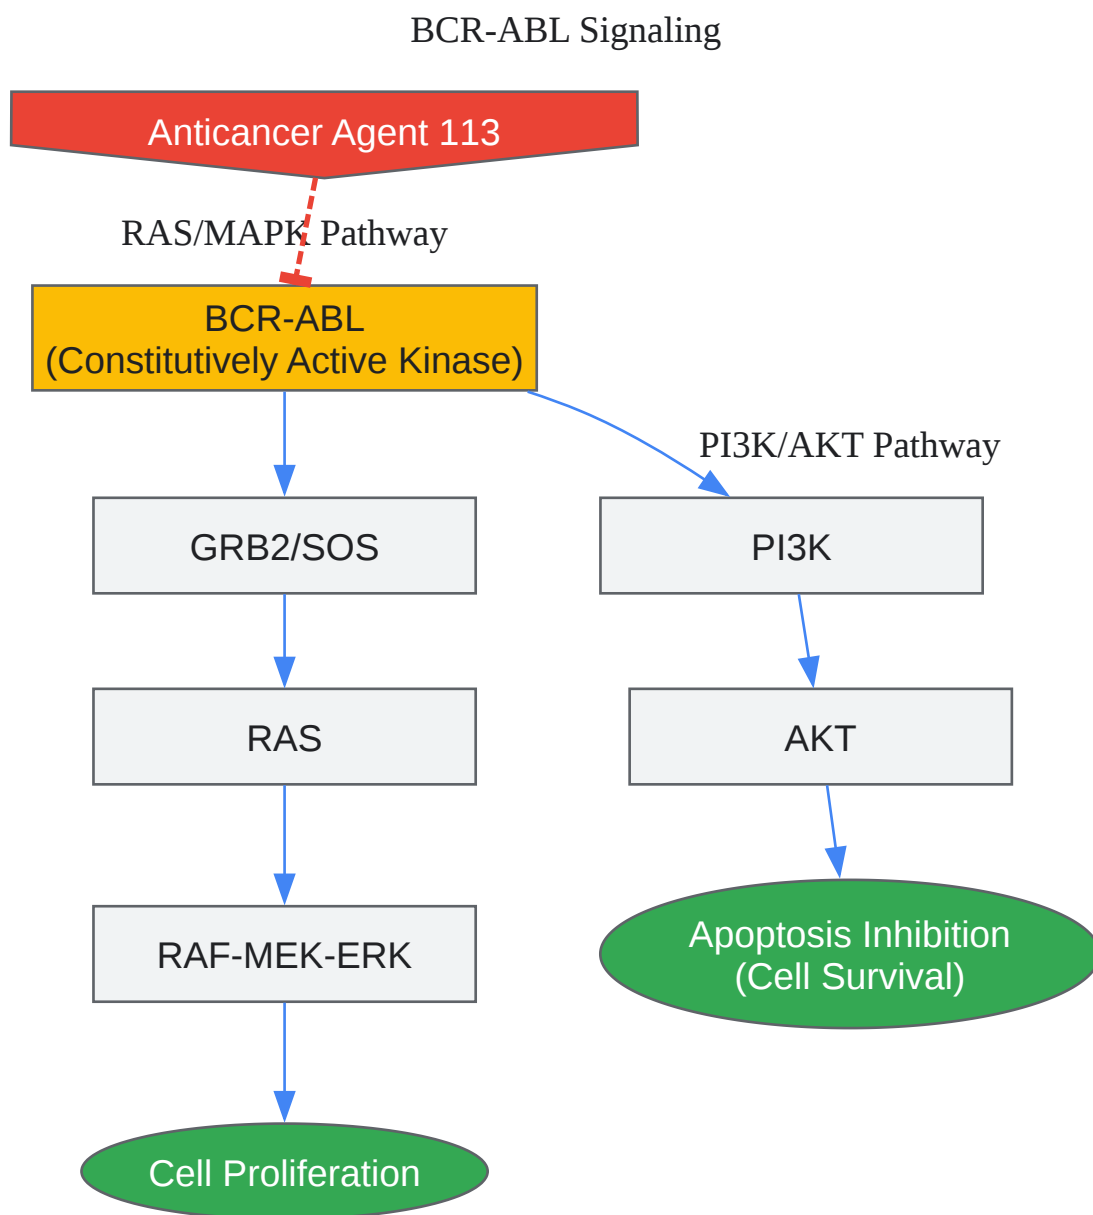 BCR-ABL Signaling
Anticancer Agent 113
RAS/MAPK Pathway
BCR-ABL
(Constitutively Active Kinase)
PI3K/AKT Pathway
GRB2/SOS
PI3K
RAS
AKT
RAF-MEK-ERK
Apoptosis Inhibition
(Cell Survival)
Cell Proliferation